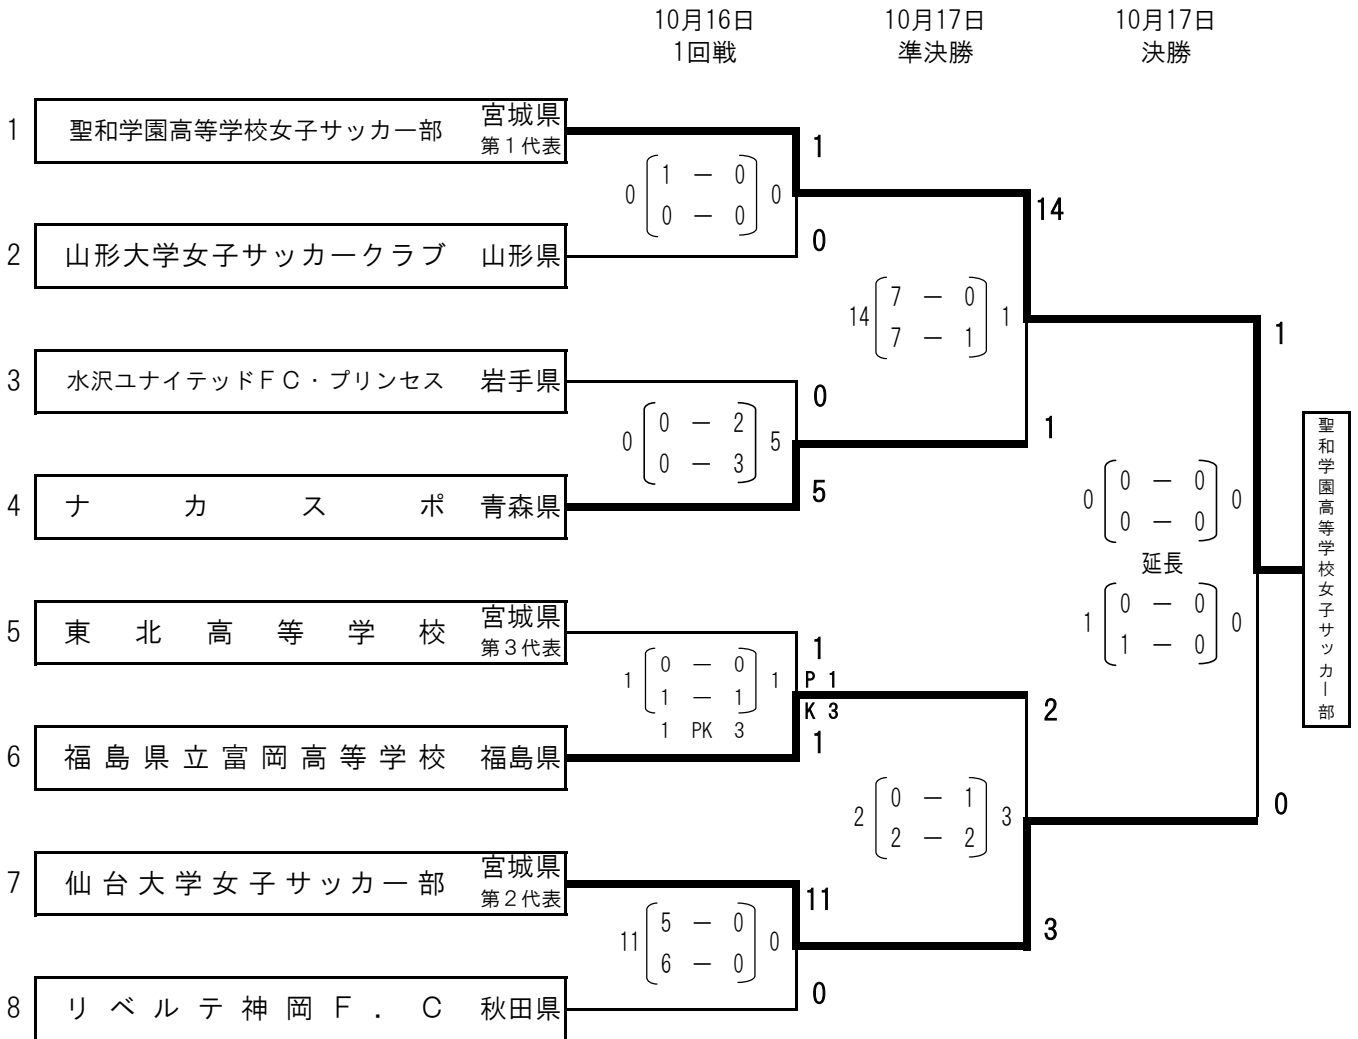 10月16日 10月17日 10月17日
1回戦 準決勝 決勝
1 聖和学園高等学校女子サッカー部 宮城県 第1代表
1
0 1 － 0 0
0 － 0
14
2 山形大学女子サッカークラブ 山形県
0
14 7 － 0 1
7 － 1
1
3 水沢ユナイテッドFC・プリンセス 岩手県
0
0 0 － 2 5
0 － 3
1
4 ナカスポ 青森県
5
0 0 － 0 0
0 － 0
延長
1 0 － 0 0
1 － 0
聖和学園高等学校女子サッカー部
5 東北高等学校 宮城県 第3代表
1
1 0 － 0 1
1 － 1
1 PK 3
P 1
K 3
2
6 福島県立富岡高等学校 福島県
1
2 0 － 1 3
2 － 2
0
7 仙台大学女子サッカー部 宮城県 第2代表
11
11 5 － 0 0
6 － 0
3
8 リベルテ神岡F．C 秋田県
0